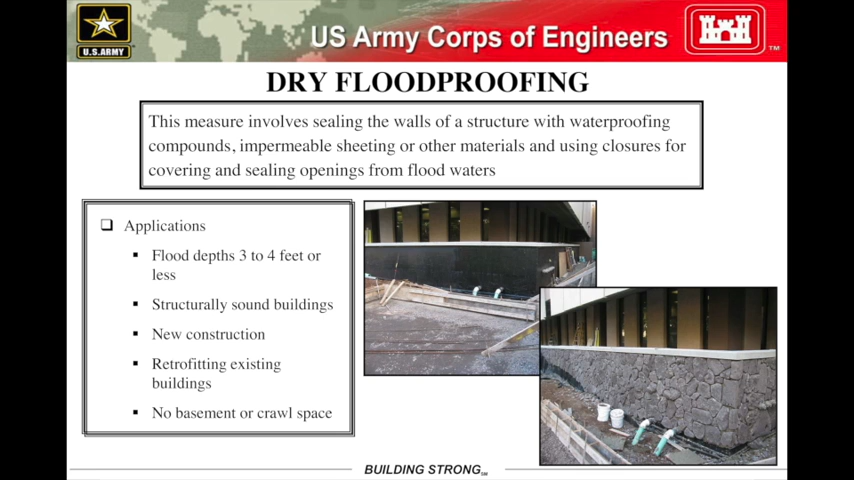 U.S.ARMY
US Army Corps of Engineers
TM
DRY FLOODPROOFING
This measure involves sealing the walls of a structure with waterproofing
compounds, impermeable sheeting or other materials and using closures for
covering and sealing openings from flood waters
Applications
Flood depths 3 to 4 feet or
less
Structurally sound buildings
New construction
Retrofitting existing
buildings
No basement or crawl space
BUILDING STRONG SM